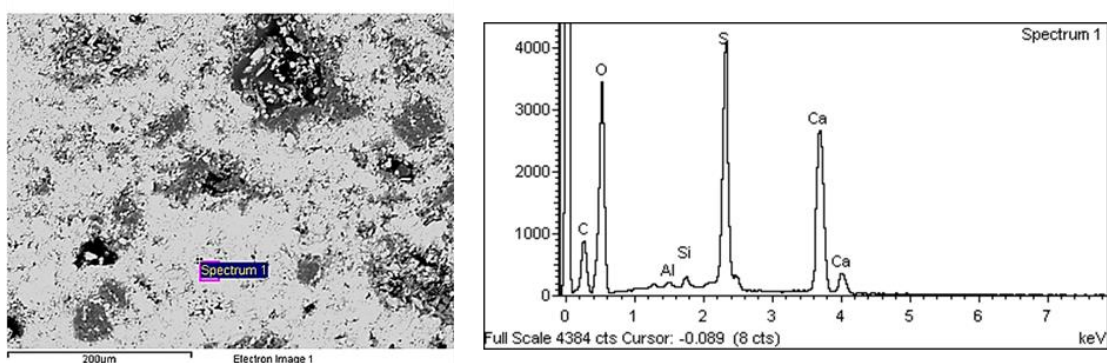 Spectrum 1
200um
Electron Image 1
Spectrum 1
4000
3000
2000
1000
0
S
O
Ca
C
Al
Si
Ca
0 1 2 3 4 5 6 7
Full Scale 4384 cts Cursor: -0.089 (8 cts)
keV